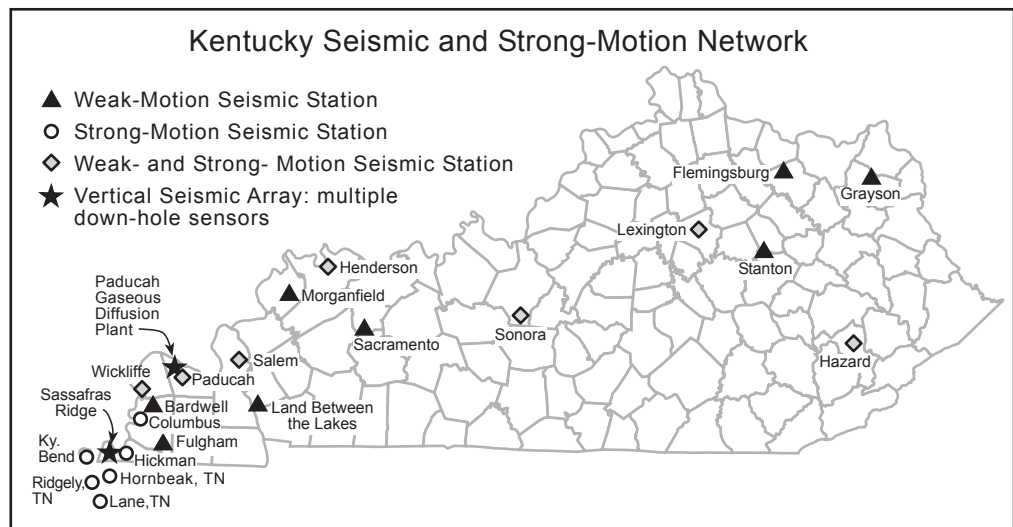 Kentucky Seismic and Strong-Motion Network
Weak-Motion Seismic Station
Strong-Motion Seismic Station
Weak- and Strong- Motion Seismic Station
Vertical Seismic Array: multiple
down-hole sensors
Flemingsburg
Grayson
Lexington
Stanton
Henderson
Morganfield
Paducah
Gaseous
Diffusion
Plant
Sacramento
Sonora
Hazard
Salem
Wickliffe
Paducah
Sassafras
Ridge
Bardwell
Columbus
Land Between
the Lakes
Fulgham
Ky.
Bend
Hickman
Hornbeak, TN
Ridgely,
TN
Lane,TN